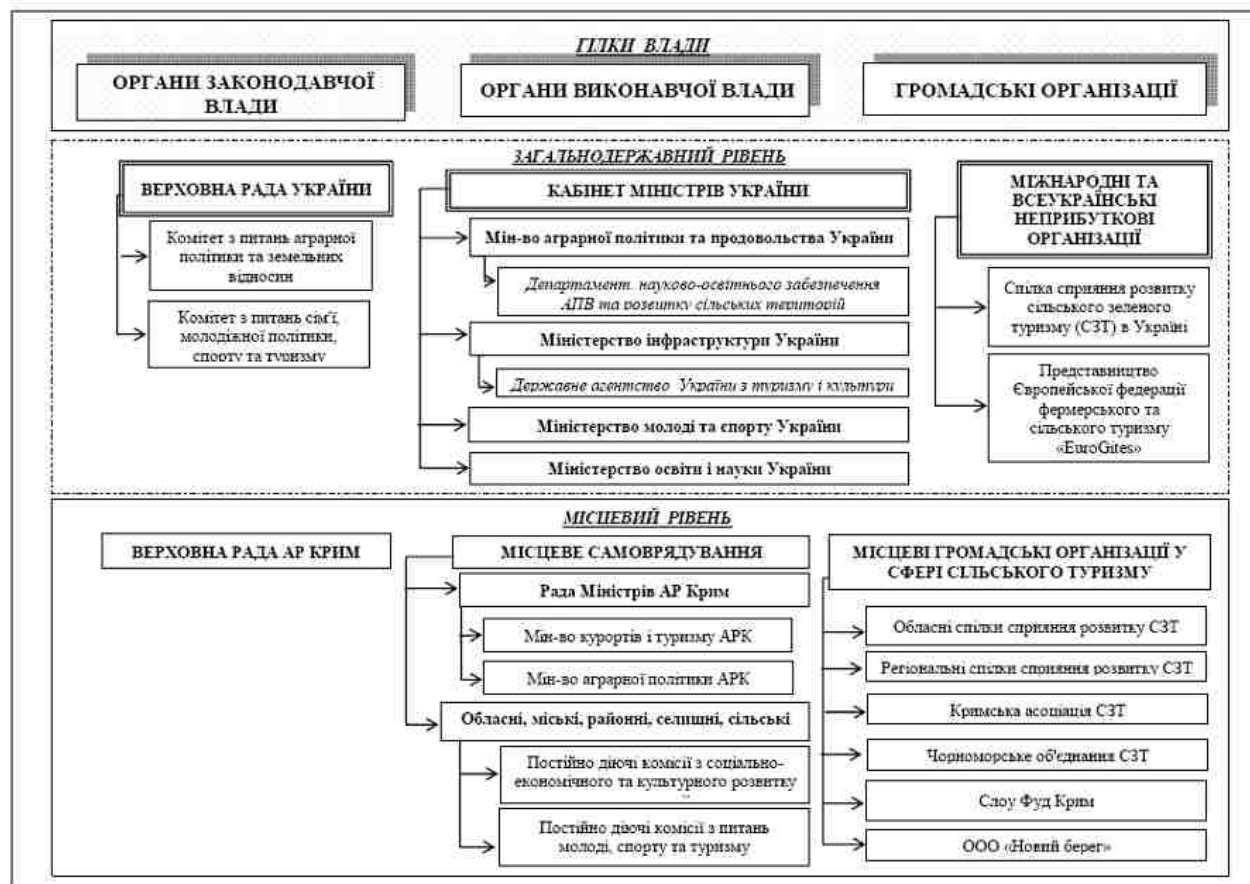 ГІЛКИ ВЛАДИ
ОРГАНИ ЗАКОНОДАВЧОЇ
ВЛАДИ
ОРГАНИ ВИКОНАВЧОЇ ВЛАДИ
ГРОМАДСЬКІ ОРГАНІЗАЦІЇ
ЗАГАЛЬНОДЕРЖАВНИЙ РІВЕНЬ
ВЕРХОВНА РАДА УКРАЇНИ
Комітет з питань аграрної
політики та земельних
відносин
Комітет з питань сім'ї,
молодіжної політики,
спорту та туризму
КАБІНЕТ МІНІСТРІВ УКРАЇНИ
Мін-во аграрної політики та продовольства України
Департамент науково-освітнього забезпечення
АПВ та розвитку сільських територій
Міністерство інфраструктури України
Державне агентство України з туризму і культури
Міністерство молоді та спорту України
Міністерство освіти і науки України
МІЖНАРОДНІ ТА
ВСЕУКРАЇНСЬКІ
НЕПРИБУТКОВІ
ОРГАНІЗАЦІЇ
Спілка сприяння розвитку
сільського зеленого
туризму (СЗТ) в Україні
Представництво
Європейської федерації
фермерського та
сільського туризму
«EuroGites»
МІСЦЕВИЙ РІВЕНЬ
ВЕРХОВНА РАДА АР КРИМ
МІСЦЕВЕ САМОВРЯДУВАННЯ
Рада Міністрів АР Крим
Мін-во курортів і туризму АРК
Мін-во аграрної політики АРК
Обласні, міські, районні, селищні, сільські
Постійно діючі комісії з соціально-
економічного та культурного розвитку
Постійно діючі комісії з питань
молоді, спорту та туризму
МІСЦЕВІ ГРОМАДСЬКІ ОРГАНІЗАЦІЇ У
СФЕРІ СІЛЬСЬКОГО ТУРИЗМУ
Обласні спілки сприяння розвитку СЗТ
Регіональні спілки сприяння розвитку СЗТ
Кримська асоціація СЗТ
Чорноморське об'єднання СЗТ
Слоу Фуд Крим
ООО «Новий берег»